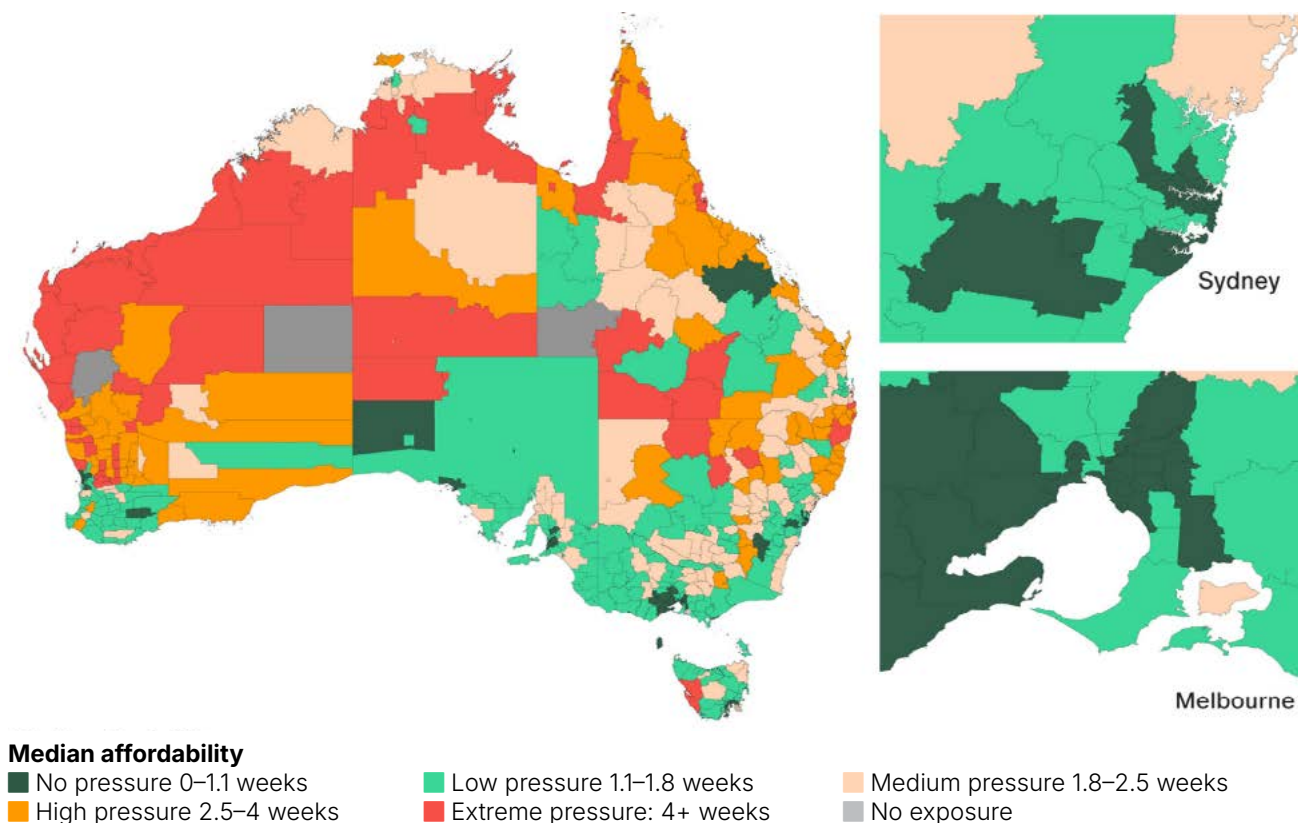 Sydney
Melbourne
Median affordability
No pressure 0–1.1 weeks
Low pressure 1.1–1.8 weeks
Medium pressure 1.8–2.5 weeks
High pressure 2.5–4 weeks
Extreme pressure: 4+ weeks
No exposure